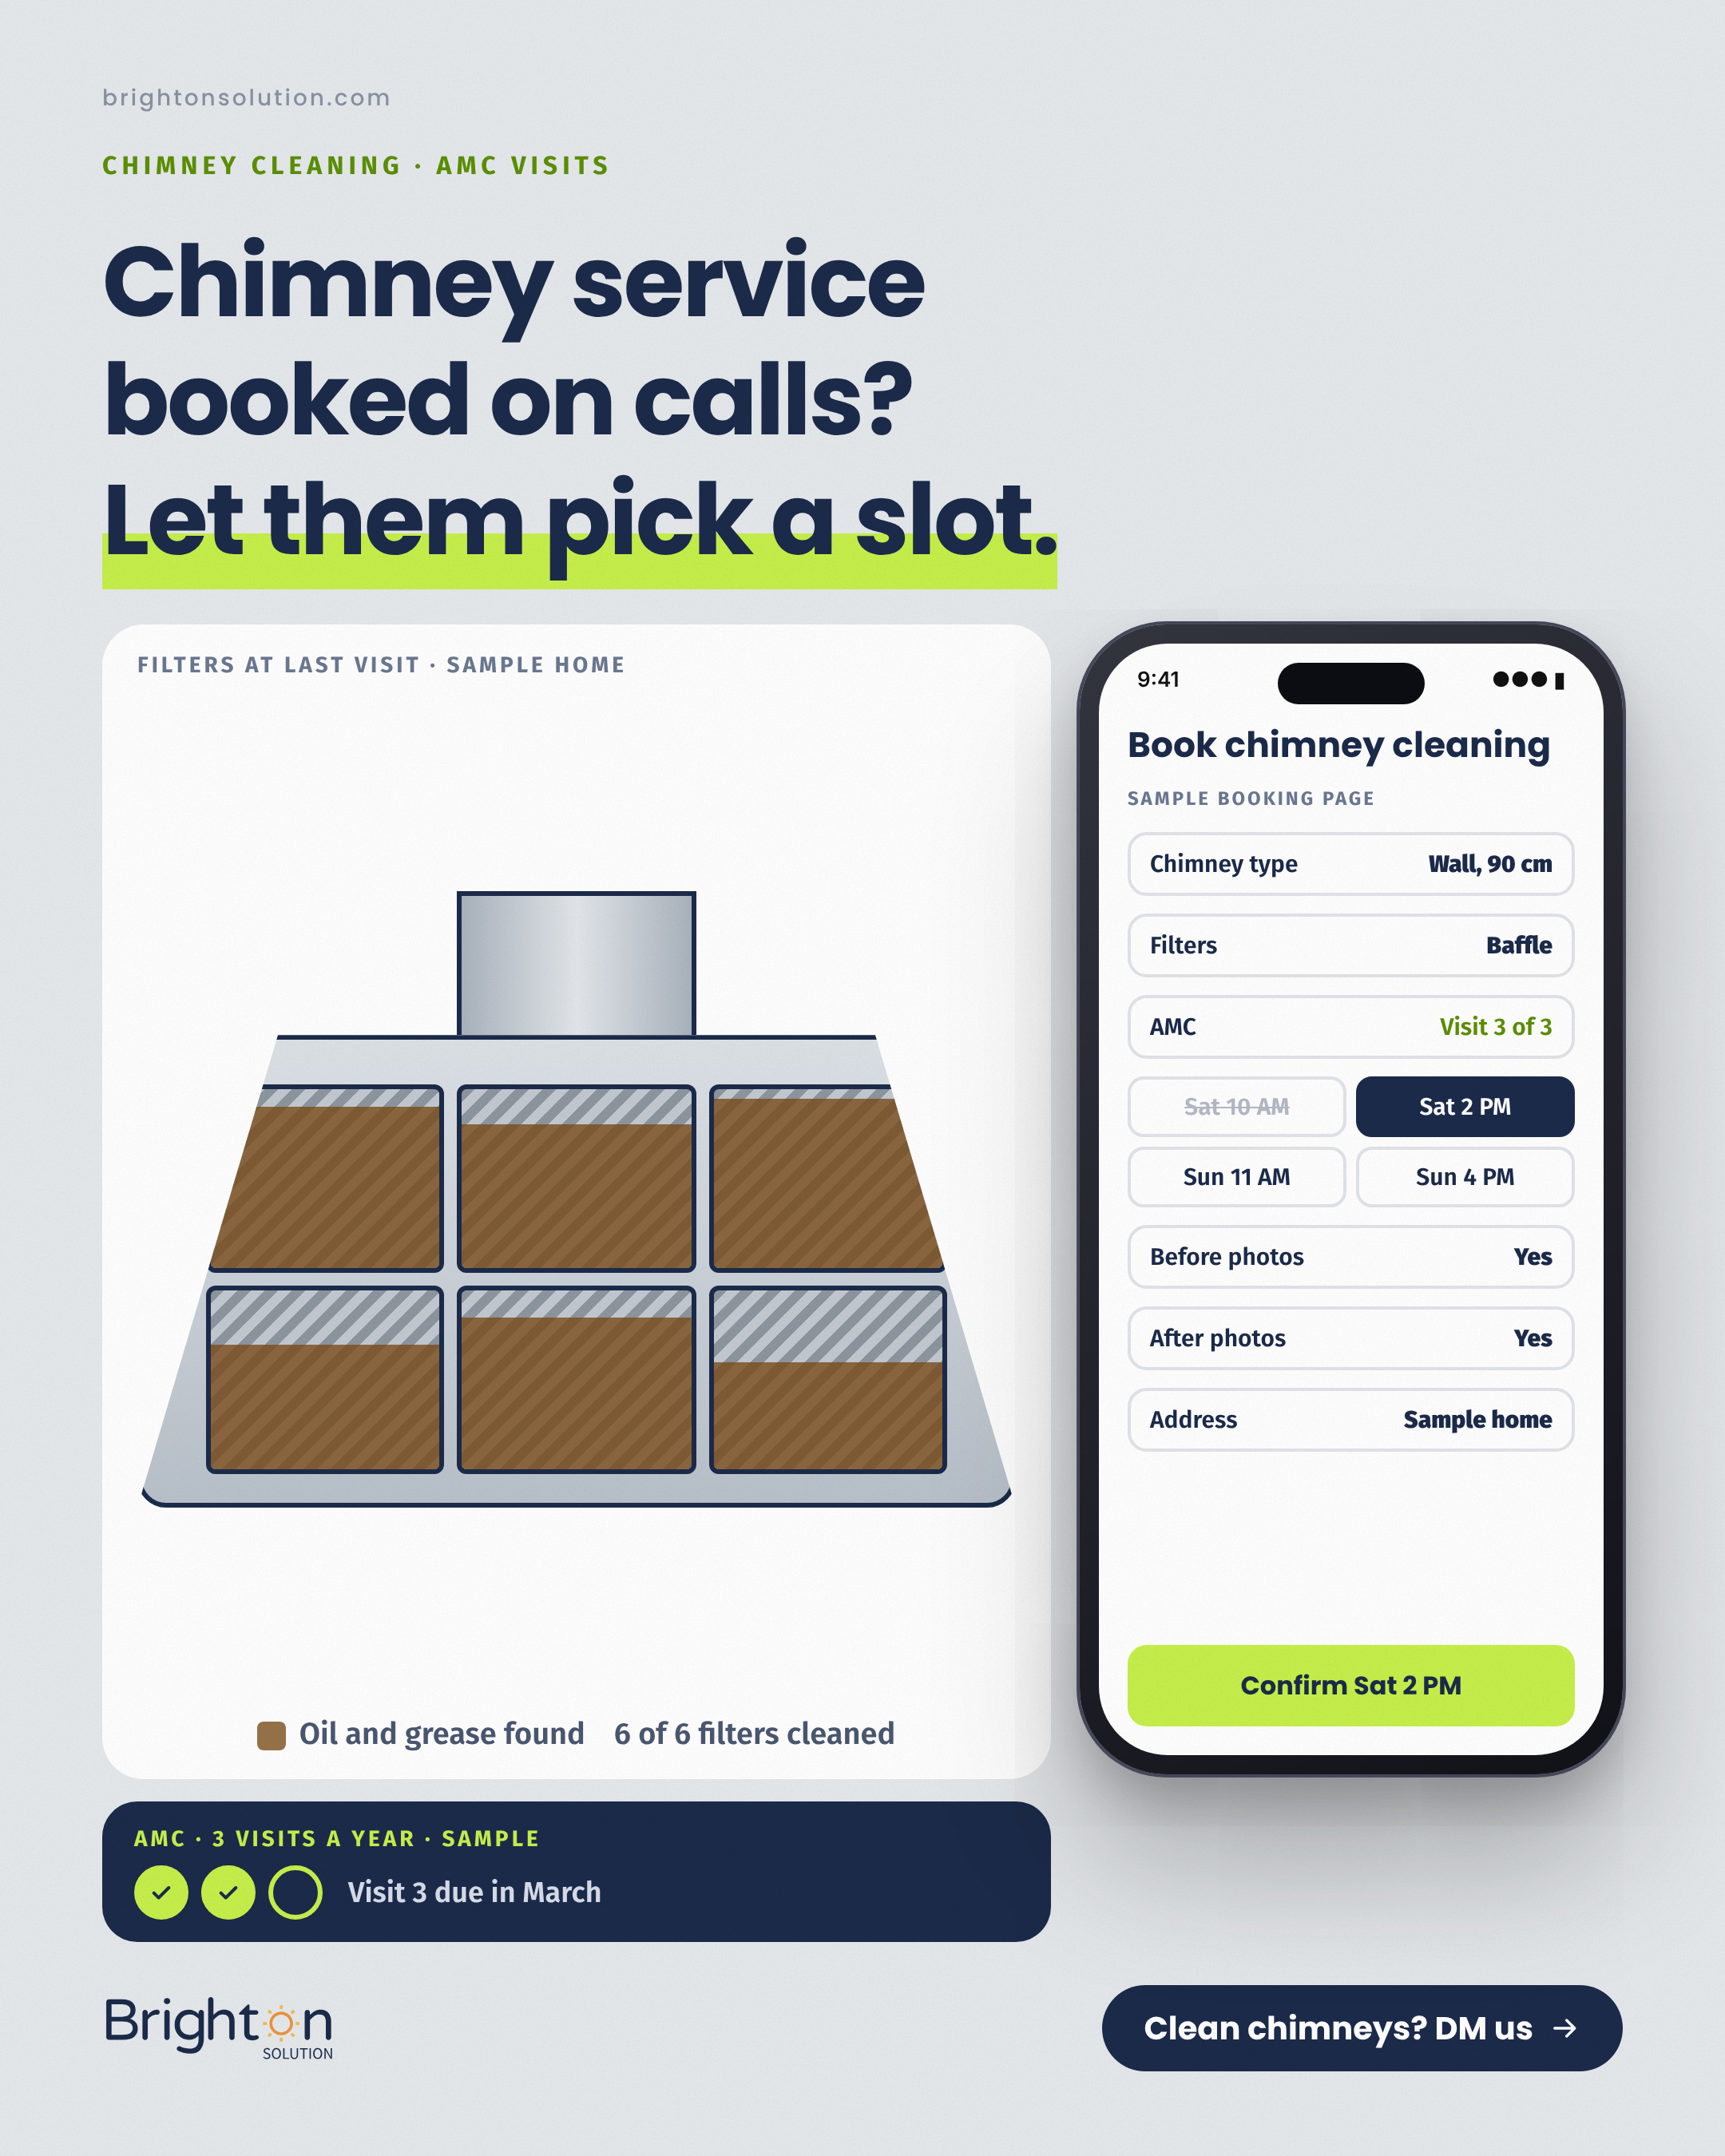 brightonsolution.com
CHIMNEY CLEANING · AMC VISITS
Chimney service
booked on calls?
Let them pick a slot.
FILTERS AT LAST VISIT · SAMPLE HOME
Oil and grease found 6 of 6 filters cleaned
AMC · 3 VISITS A YEAR · SAMPLE
Visit 3 due in March
9:41
Book chimney cleaning
SAMPLE BOOKING PAGE
Chimney type Wall, 90 cm
Filters Baffle
AMC Visit 3 of 3
Sat 10 AM Sat 2 PM
Sun 11 AM Sun 4 PM
Before photos Yes
After photos Yes
Address Sample home
Confirm Sat 2 PM
Brighton
SOLUTION
Clean chimneys? DM us →